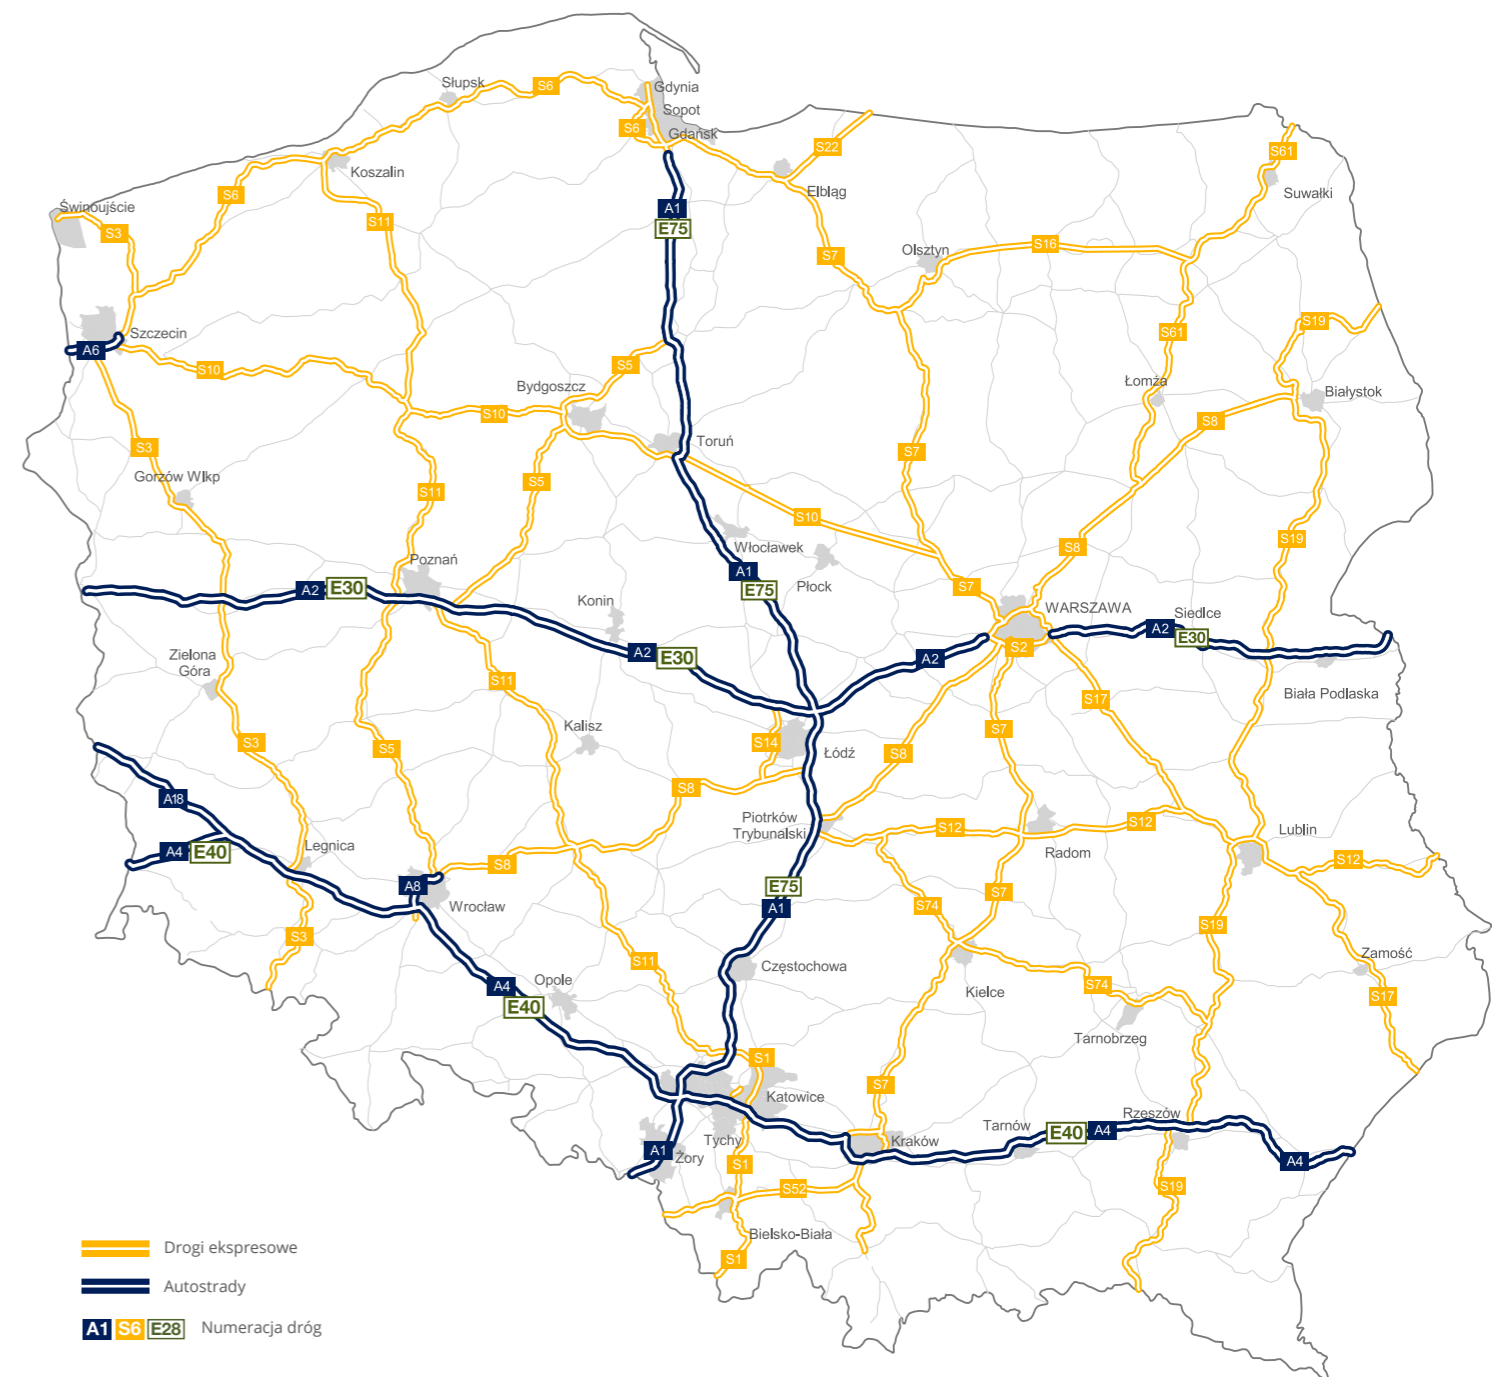 Słupsk
S6
Gdynia
Sopot
S6
Gdańsk
S22
S61
Koszalin
Suwałki
Elbląg
S6
Świnoujście
A1
E75
S11
S3
S7
Olsztyn
S16
Szczecin
A6
S10
S5
S61
S19
Bydgoszcz
Łomża
Białystok
S10
S8
S3
Toruń
S7
Gorzów Wlkp
S11
S5
S10
S19
Włocławek
S8
Poznań
A1
E75
Płock
S7
A2
E30
Konin
WARSZAWA
Siedlce
A2
E30
S2
A2
E30
A2
Zielona
Góra
S11
Biała Podlaska
S17
Kalisz
S7
S3
S5
S14
Łódź
S8
S8
A18
Piotrków
Trybunalski
S12
S12
Lublin
Legnica
A4
E40
Radom
S12
S8
A8
E75
A1
S7
S74
Wrocław
S3
S19
S11
Częstochowa
Zamość
Opole
A4
E40
Kielce
S74
S17
Tarnobrzeg
S1
S7
Katowice
Rzeszów
Tarnów
E40
A4
Tychy
Kraków
A1
Żory
S1
A4
S52
S19
Bielsko-Biała
S1
Drogi ekspresowe
Autostrady
A1 S6 E28 Numeracja dróg